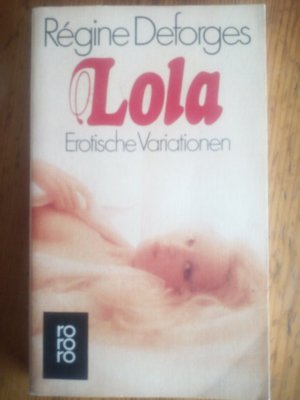 Régine Deforges
Lola
Erotische Variationen
ro
ro
ro